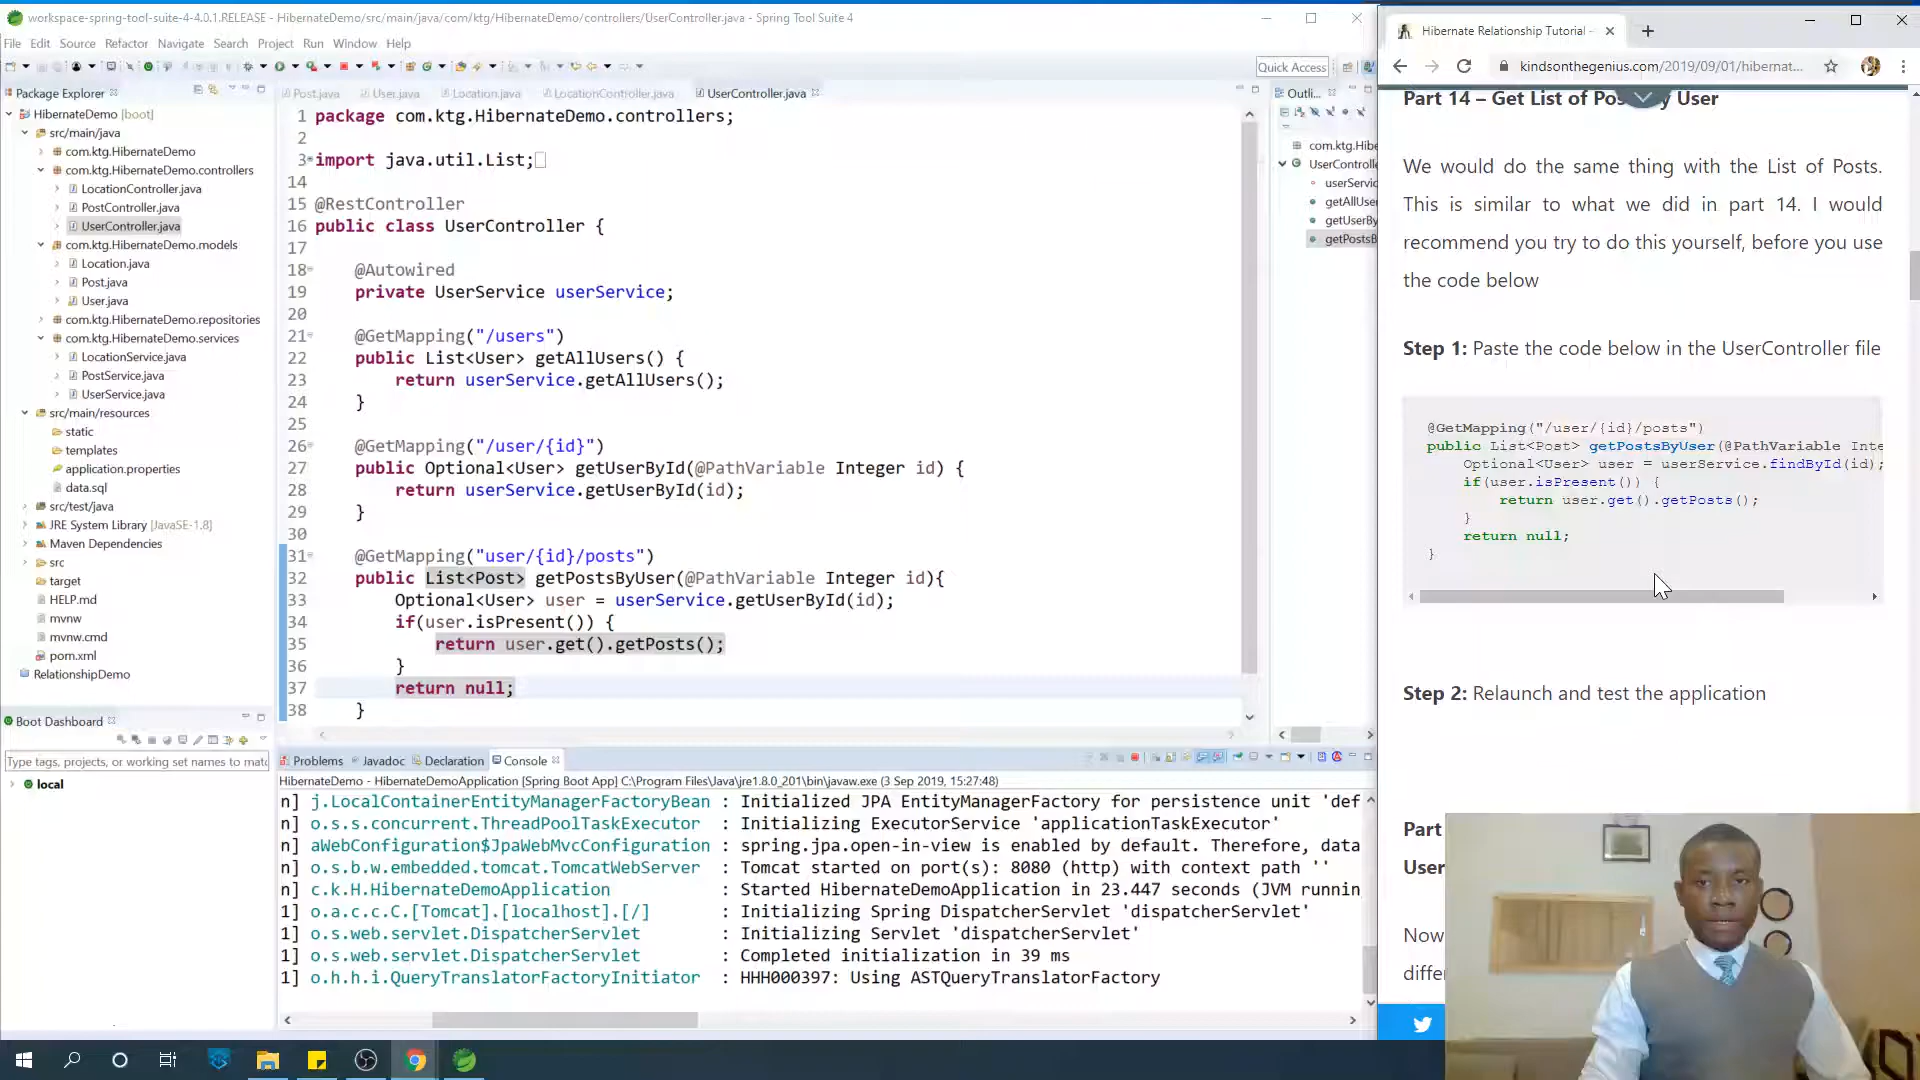 workspace-spring-tool-suite-4-4.0.1.RELEASE - HibernateDemo/src/main/java/com/ktg/HibernateDemo/controllers/UserController.java - Spring Tool Suite 4
File Edit Source Refactor Navigate Search Project Run Window Help
Quick Access
Package Explorer
HibernateDemo [boot]
src/main/java
com.ktg.HibernateDemo
com.ktg.HibernateDemo.controllers
LocationController.java
PostController.java
UserController.java
com.ktg.HibernateDemo.models
Location.java
Post.java
User.java
com.ktg.HibernateDemo.repositories
com.ktg.HibernateDemo.services
LocationService.java
PostService.java
UserService.java
src/main/resources
static
templates
application.properties
data.sql
src/test/java
JRE System Library [JavaSE-1.8]
Maven Dependencies
src
target
HELP.md
mvnw
mvnw.cmd
pom.xml
RelationshipDemo
Boot Dashboard
Type tags, projects, or working set names to matc
local
Post.java User.java Location.java LocationController.java UserController.java
1 package com.ktg.HibernateDemo.controllers;
2
3 import java.util.List;
14
15 @RestController
16 public class UserController {
17
18 @Autowired
19 private UserService userService;
20
21 @GetMapping("/users")
22 public List<User> getAllUsers() {
23 return userService.getAllUsers();
24 }
25
26 @GetMapping("/user/{id}")
27 public Optional<User> getUserById(@PathVariable Integer id) {
28 return userService.getUserById(id);
29 }
30
31 @GetMapping("user/{id}/posts")
32 public List<Post> getPostsByUser(@PathVariable Integer id){
33 Optional<User> user = userService.getUserById(id);
34 if(user.isPresent()) {
35 return user.get().getPosts();
36 }
37 return null;
38 }
Outli...
com.ktg.Hibe
UserControlle
userServic
getAllUse
getUserBy
getPostsB
Problems Javadoc Declaration Console
HibernateDemo - HibernateDemoApplication [Spring Boot App] C:\Program Files\Java\jre1.8.0_201\bin\javaw.exe (3 Sep 2019, 15:27:48)
n] j.LocalContainerEntityManagerFactoryBean : Initialized JPA EntityManagerFactory for persistence unit 'def
n] o.s.s.concurrent.ThreadPoolTaskExecutor : Initializing ExecutorService 'applicationTaskExecutor'
n] aWebConfiguration$JpaWebMvcConfiguration : spring.jpa.open-in-view is enabled by default. Therefore, data
n] o.s.b.w.embedded.tomcat.TomcatWebServer : Tomcat started on port(s): 8080 (http) with context path ''
n] c.k.H.HibernateDemoApplication : Started HibernateDemoApplication in 23.447 seconds (JVM runnin
1] o.a.c.c.C.[Tomcat].[localhost].[/] : Initializing Spring DispatcherServlet 'dispatcherServlet'
1] o.s.web.servlet.DispatcherServlet : Initializing Servlet 'dispatcherServlet'
1] o.s.web.servlet.DispatcherServlet : Completed initialization in 39 ms
1] o.h.h.i.QueryTranslatorFactoryInitiator : HHH000397: Using ASTQueryTranslatorFactory
Hibernate Relationship Tutorial -
kindsonthegenius.com/2019/09/01/hibernat...
Part 14 – Get List of Pos y User
We would do the same thing with the List of Posts.
This is similar to what we did in part 14. I would
recommend you try to do this yourself, before you use
the code below
Step 1: Paste the code below in the UserController file
@GetMapping("/user/{id}/posts")
public List<Post> getPostsByUser(@PathVariable Inte
Optional<User> user = userService.findById(id);
if(user.isPresent()) {
return user.get().getPosts();
}
return null;
}
Step 2: Relaunch and test the application
Part
User
Now
differ